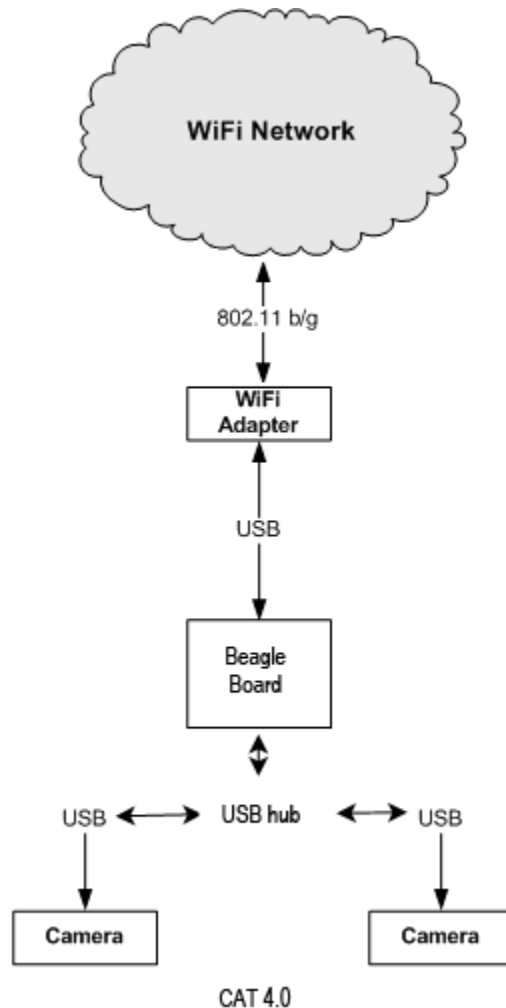 WiFi Network
802.11 b/g
WiFi
Adapter
USB
Beagle
Board
USB USB hub USB
Camera Camera
CAT 4.0